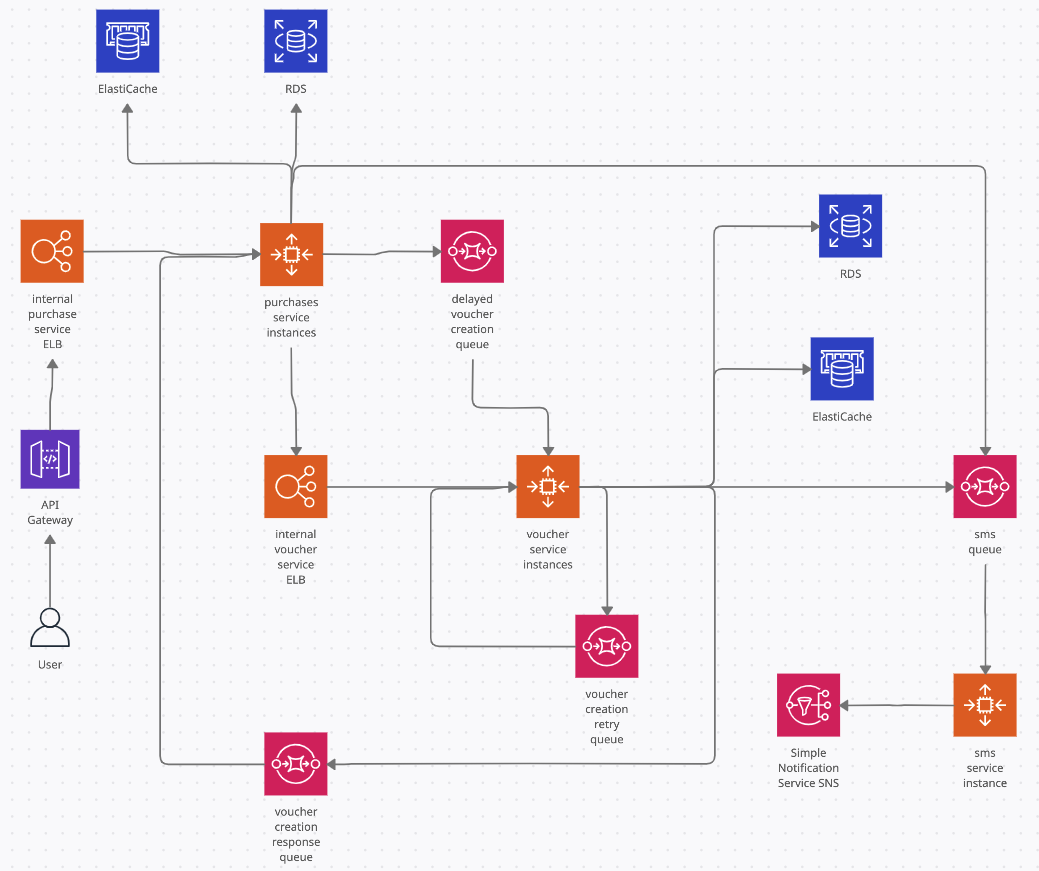 ElastiCache
RDS
internal
purchase
service
ELB
purchases
service
instances
delayed
voucher
creation
queue
RDS
ElastiCache
API
Gateway
internal
voucher
service
ELB
voucher
service
instances
sms
queue
User
voucher
creation
retry
queue
Simple
Notification
Service SNS
sms
service
instance
voucher
creation
response
queue